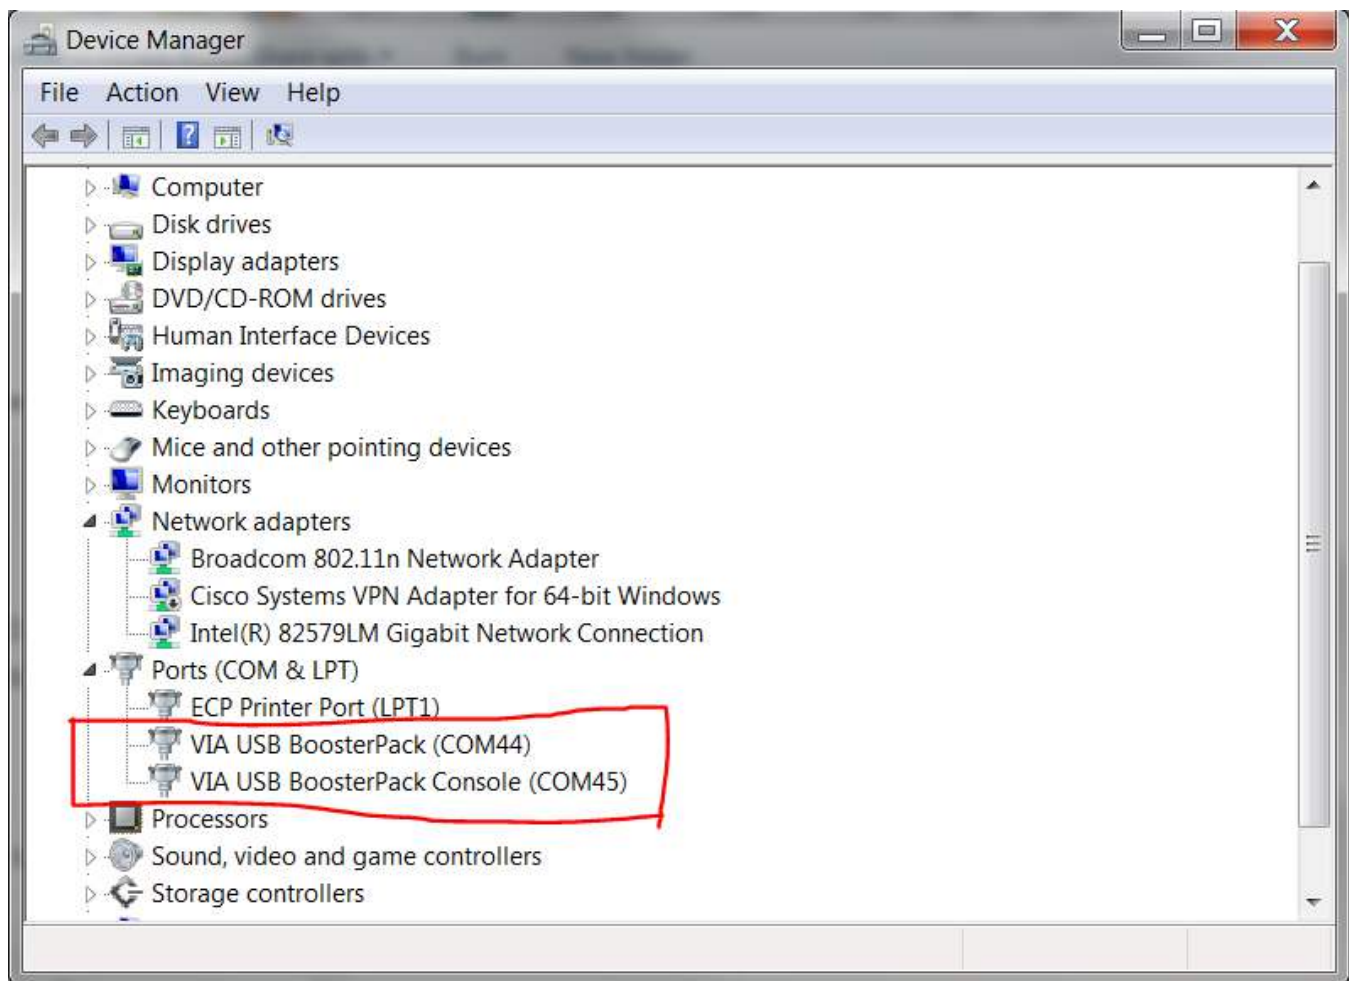 Device Manager
File Action View Help
Computer
Disk drives
Display adapters
DVD/CD-ROM drives
Human Interface Devices
Imaging devices
Keyboards
Mice and other pointing devices
Monitors
Network adapters
Broadcom 802.11n Network Adapter
Cisco Systems VPN Adapter for 64-bit Windows
Intel(R) 82579LM Gigabit Network Connection
Ports (COM & LPT)
ECP Printer Port (LPT1)
VIA USB BoosterPack (COM44)
VIA USB BoosterPack Console (COM45)
Processors
Sound, video and game controllers
Storage controllers